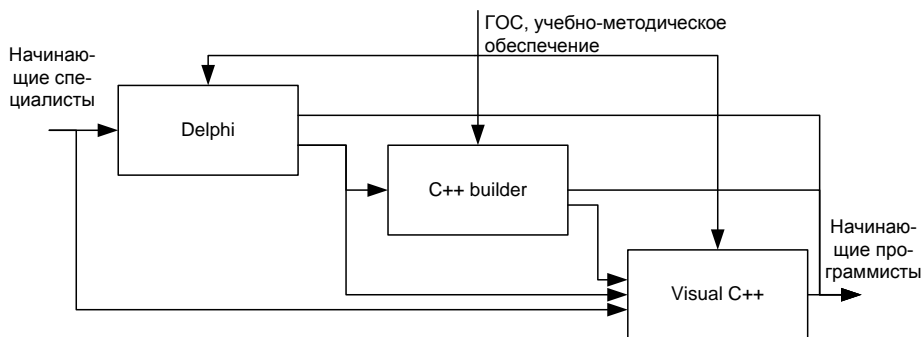 ГОС, учебно-методическое
обеспечение
Начинаю-
щие спе-
циалисты
Delphi
C++ builder
Начинаю-
щие про-
граммисты
Visual C++